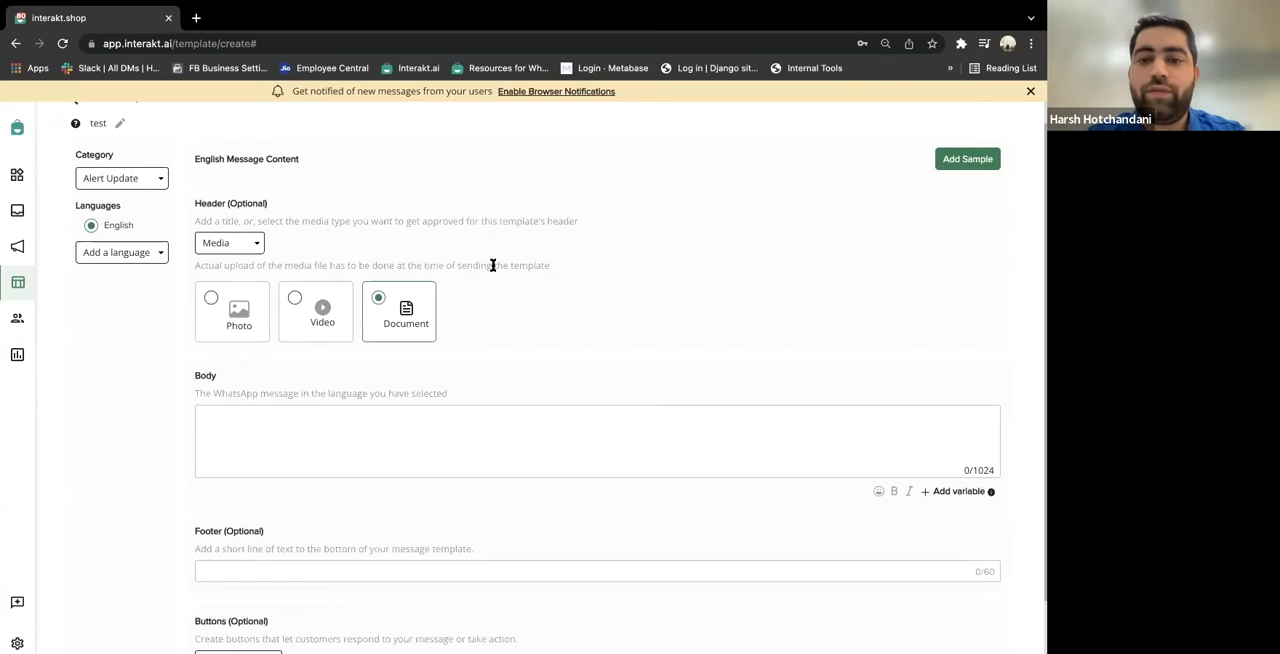 interakt.shop
app.interakt.ai/template/create#
Apps
Slack | All DMs | H...
FB Business Setti...
Jio
Employee Central
Interakt.ai
Resources for Wh...
Login · Metabase
Log in | Django sit...
Internal Tools
»
Reading List
Get notified of new messages from your users Enable Browser Notifications
Harsh Hotchandani
test
Category
Alert Update
Languages
English
Add a language
English Message Content
Add Sample
Header (Optional)
Add a title, or, select the media type you want to get approved for this template's header
Media
Actual upload of the media file has to be done at the time of sending the template
Photo
Video
Document
Body
The WhatsApp message in the language you have selected
0/1024
B I + Add variable
Footer (Optional)
Add a short line of text to the bottom of your message template.
0/60
Buttons (Optional)
Create buttons that let customers respond to your message or take action.